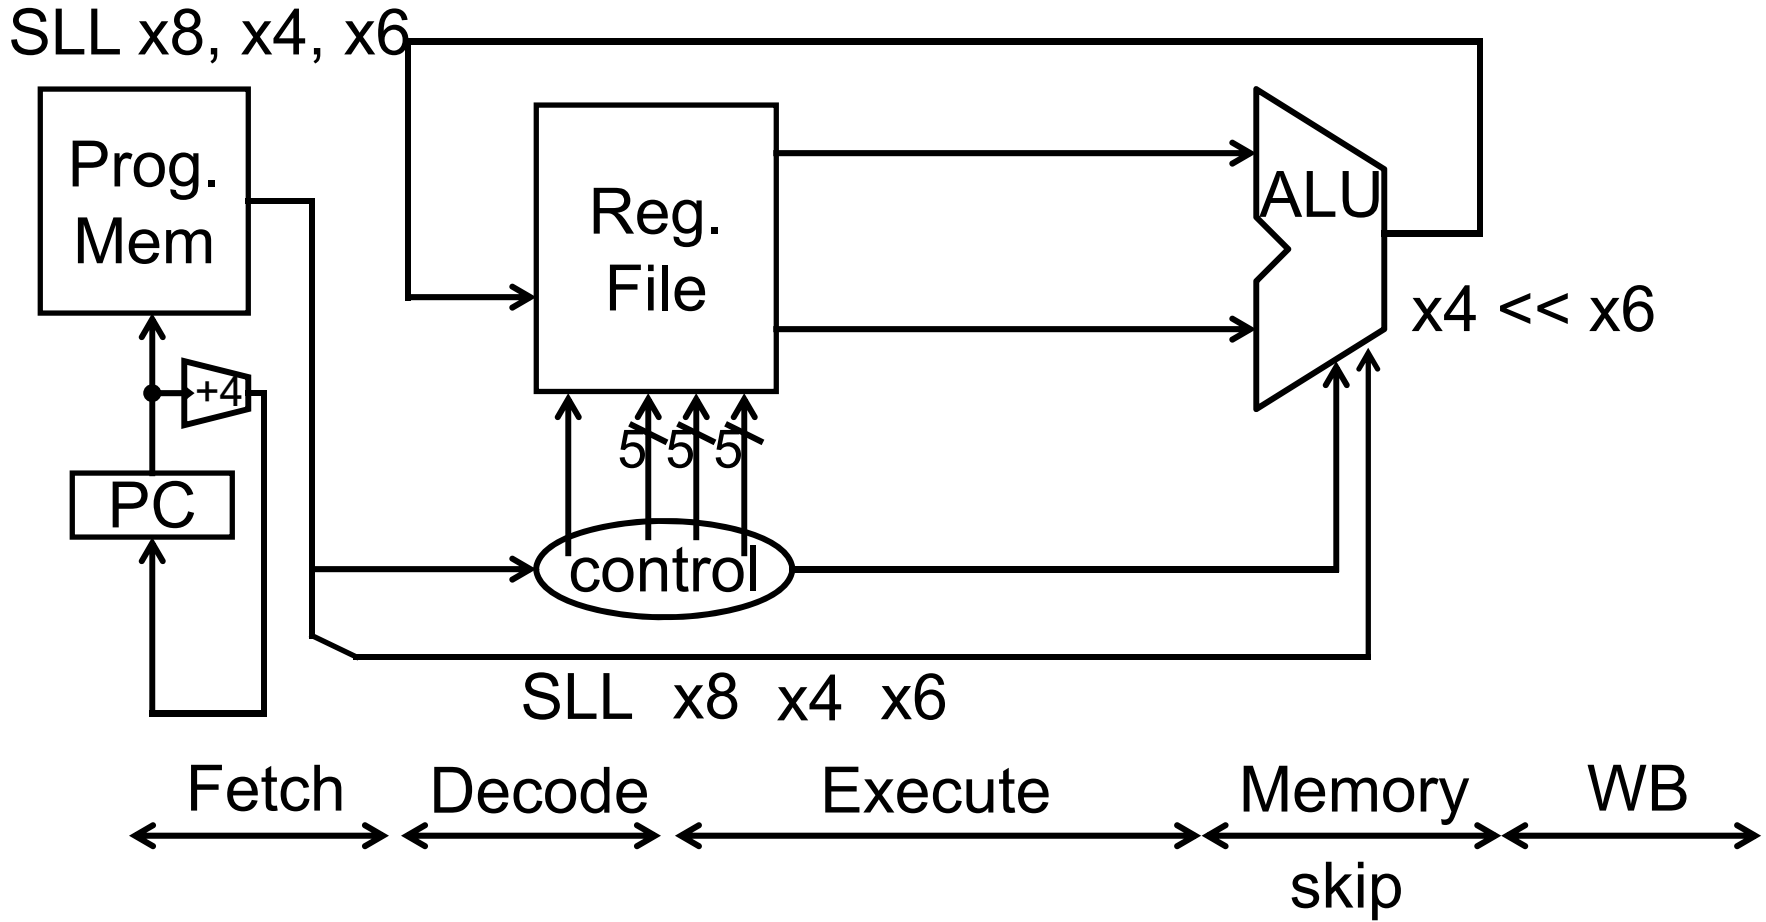 SLL x8, x4, x6
Prog.
Mem
Reg.
File
ALU
x4 << x6
+4
5 5 5
PC
control
SLL x8 x4 x6
Fetch Decode Execute Memory WB
skip